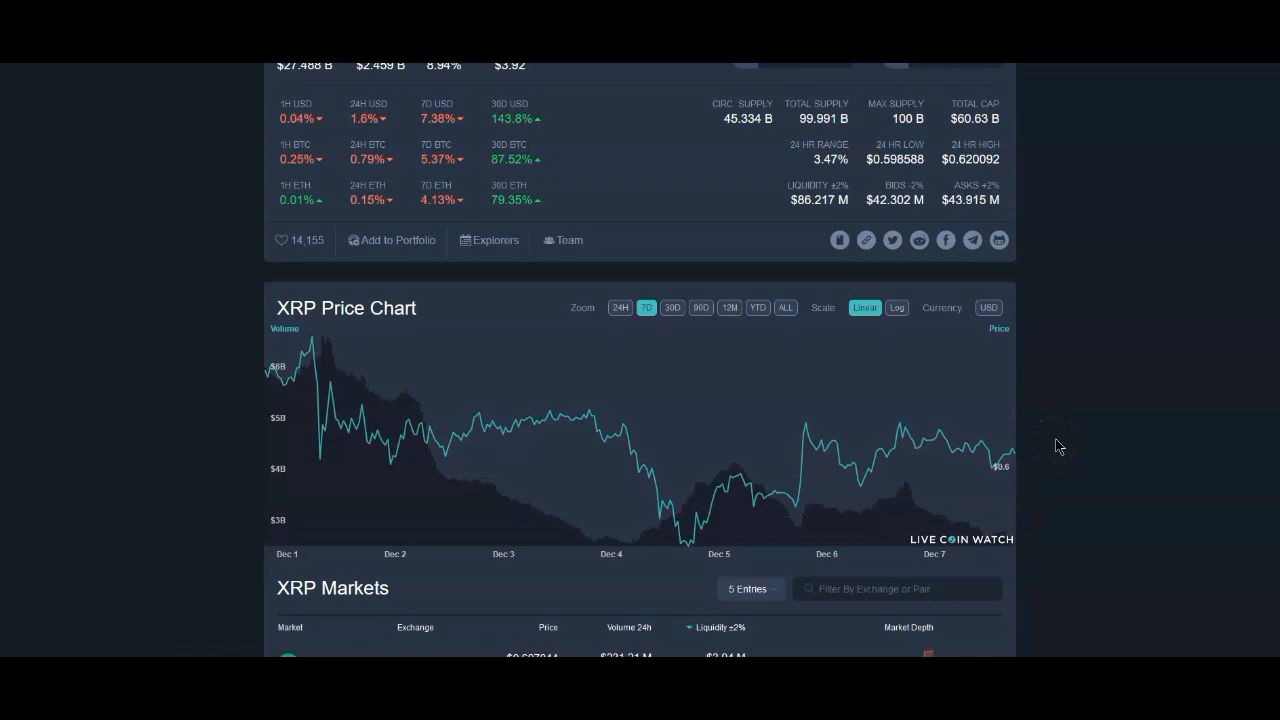 $27.488 B $2.459 B 8.94% $3.92
1H USD 24H USD 7D USD 30D USD CIRC. SUPPLY TOTAL SUPPLY MAX SUPPLY TOTAL CAP
0.04% 1.6% 7.38% 143.8% 45.334 B 99.991 B 100 B $60.63 B
1H BTC 24H BTC 7D BTC 30D BTC 24 HR RANGE 24 HR LOW 24 HR HIGH
0.25% 0.79% 5.37% 87.52% 3.47% $0.598588 $0.620092
1H ETH 24H ETH 7D ETH 30D ETH LIQUIDITY ±2% BIDS -2% ASKS +2%
0.01% 0.15% 4.13% 79.35% $86.217 M $42.302 M $43.915 M
14,155 Add to Portfolio Explorers Team
XRP Price Chart Zoom 24H 7D 30D 90D 12M YTD ALL Scale Linear Log Currency USD
Volume Price
$6B
$5B
$4B $0.6
$3B
LIVE COIN WATCH
Dec 1 Dec 2 Dec 3 Dec 4 Dec 5 Dec 6 Dec 7
XRP Markets 5 Entries Filter By Exchange or Pair
Market Exchange Price Volume 24h Liquidity ±2% Market Depth